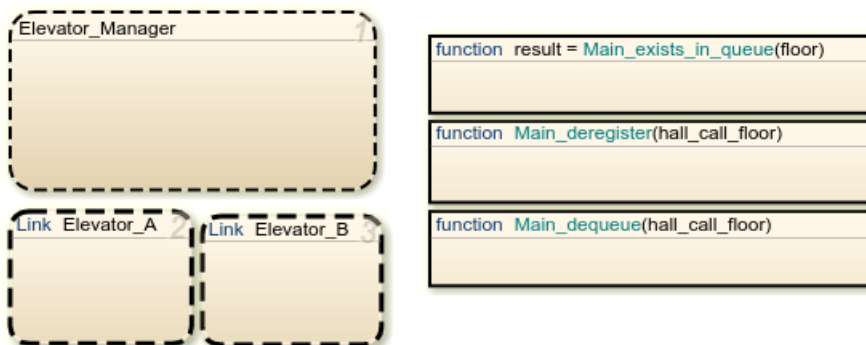 Elevator_Manager 1
Link Elevator_A 2
Link Elevator_B 3
function result = Main_exists_in_queue(floor)
function Main_deregister(hall_call_floor)
function Main_dequeue(hall_call_floor)